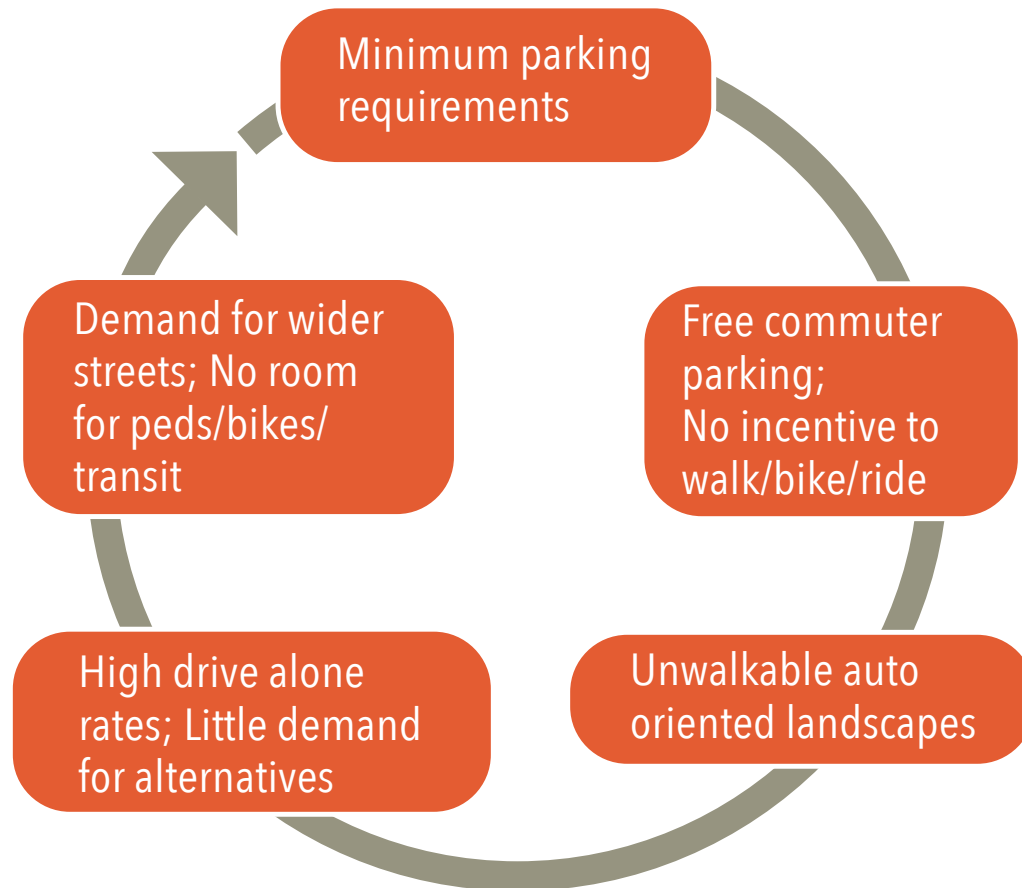 Minimum parking
requirements
Free commuter
parking;
No incentive to
walk/bike/ride
Unwalkable auto
oriented landscapes
High drive alone
rates; Little demand
for alternatives
Demand for wider
streets; No room
for peds/bikes/
transit